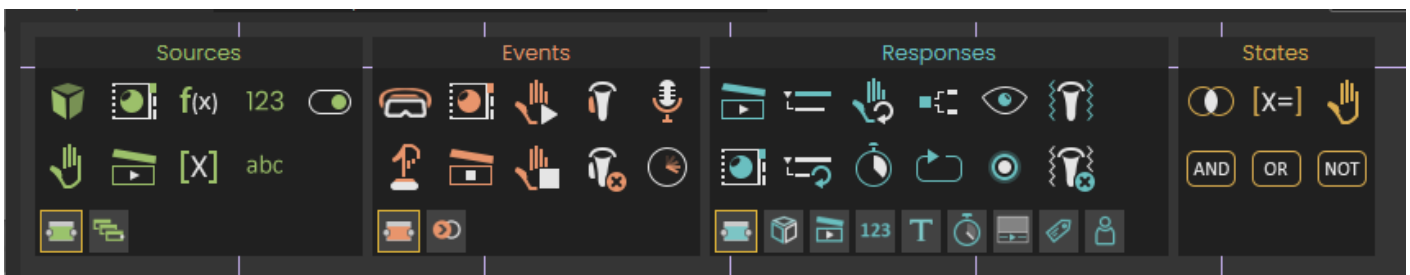 Sources Events Responses States
f(x) 123 [X=]
[X] abc AND OR NOT
123 T